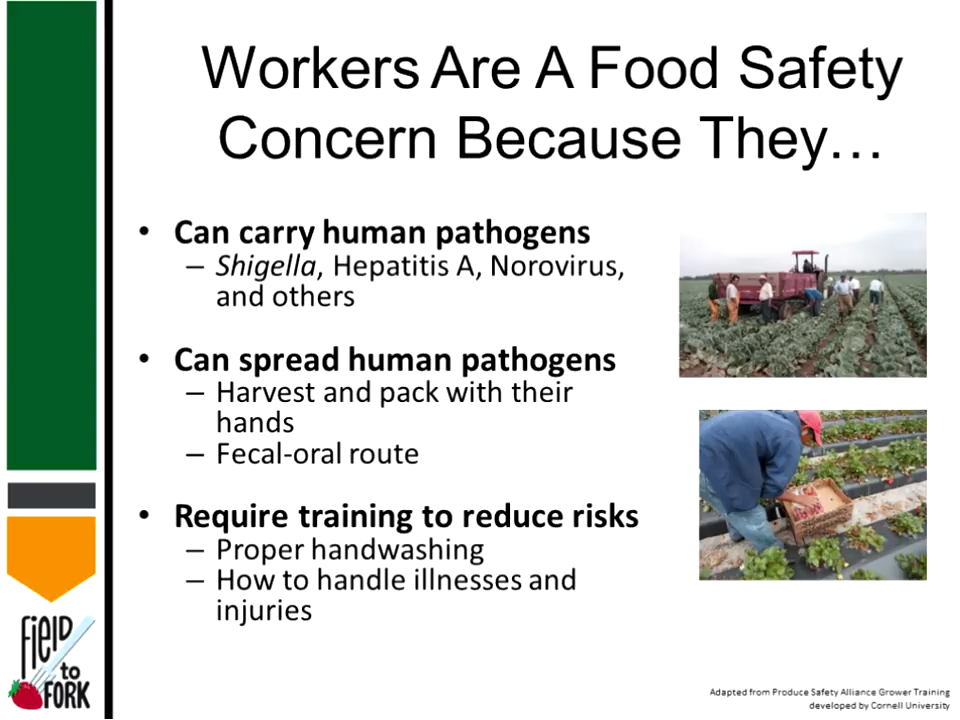 Workers Are A Food Safety
Concern Because They…
• Can carry human pathogens
– Shigella, Hepatitis A, Norovirus,
and others
• Can spread human pathogens
– Harvest and pack with their
hands
– Fecal-oral route
• Require training to reduce risks
– Proper handwashing
– How to handle illnesses and
injuries
Field
to
FORK
Adapted from Produce Safety Alliance Grower Training
developed by Cornell University